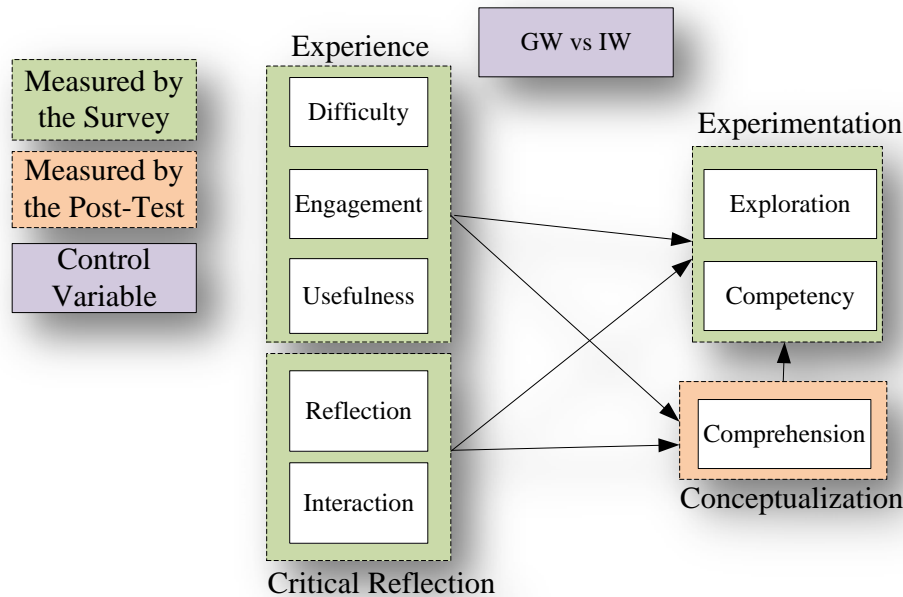 Measured by
the Survey
Measured by
the Post-Test
Control
Variable
Experience
Difficulty
Engagement
Usefulness
Reflection
Interaction
Critical Reflection
GW vs IW
Experimentation
Exploration
Competency
Comprehension
Conceptualization